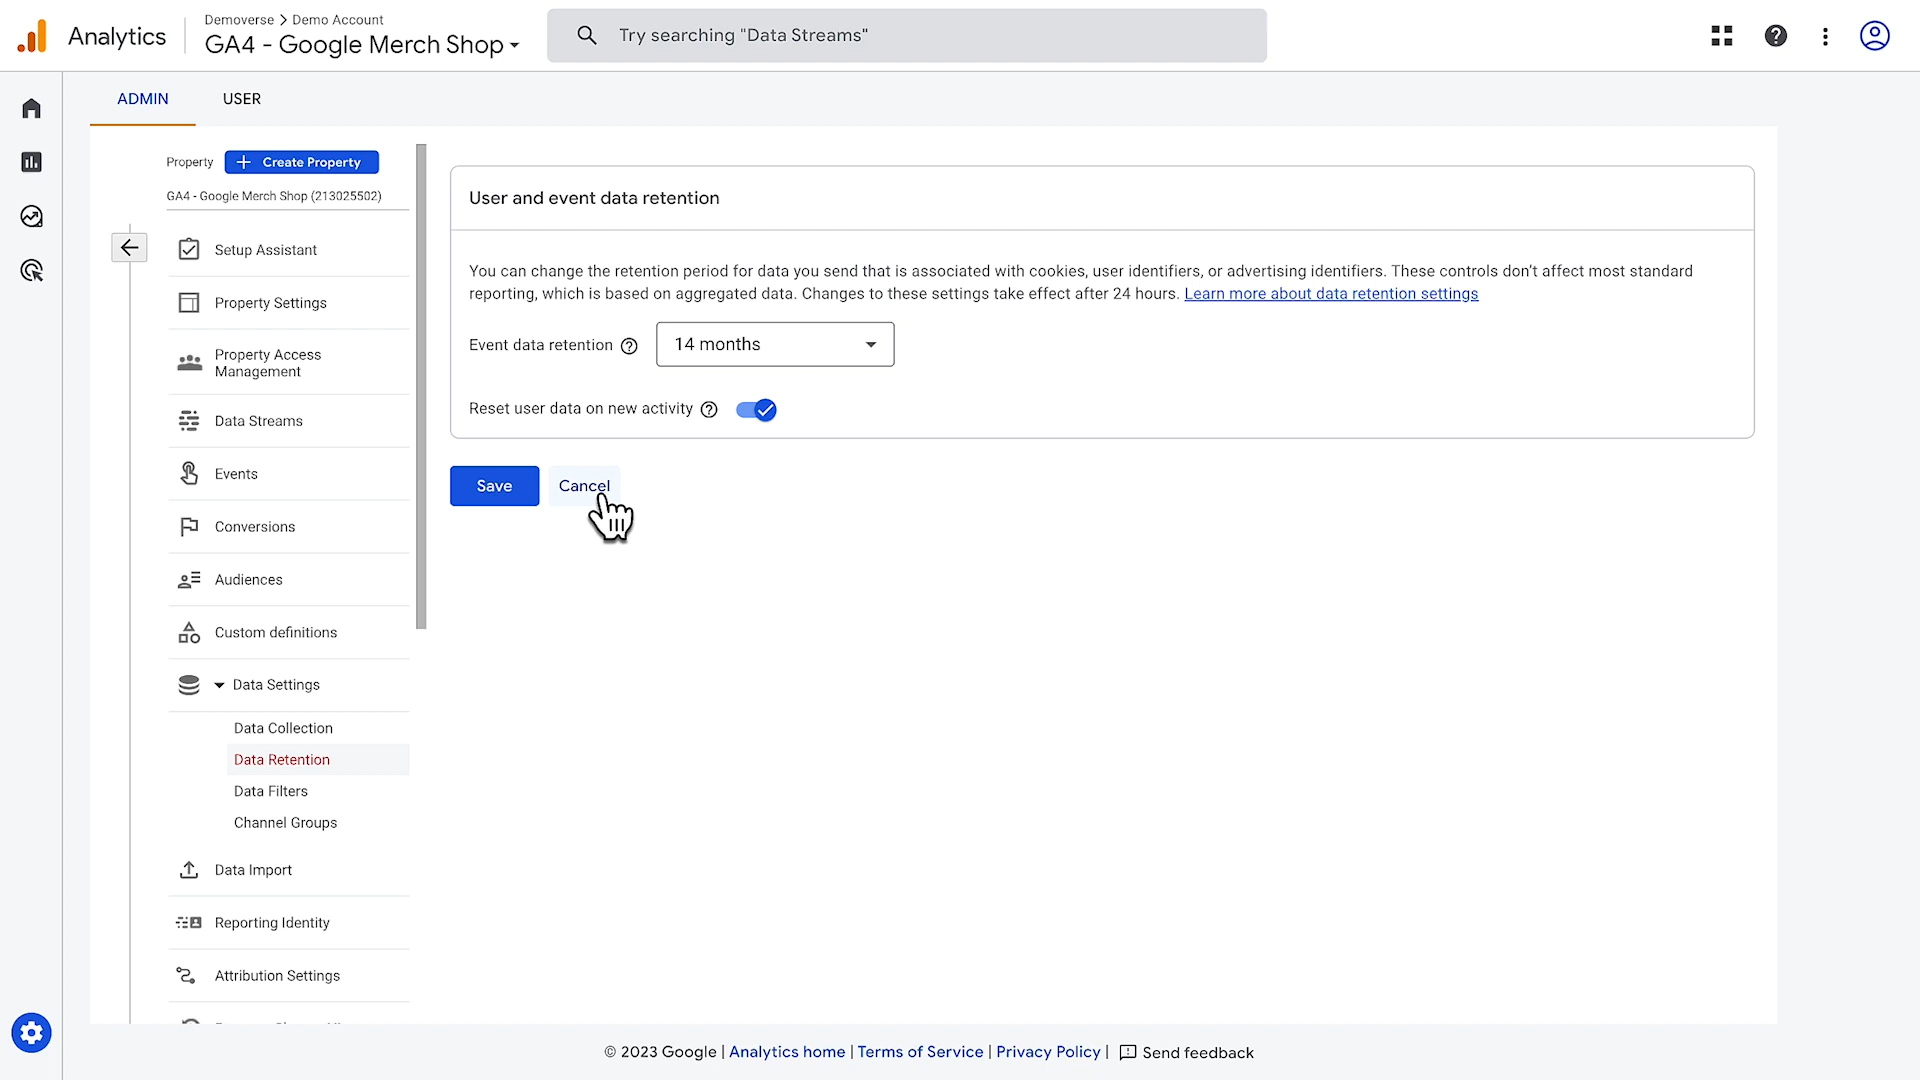 Analytics
Demoverse > Demo Account
GA4 - Google Merch Shop
Try searching "Data Streams"
ADMIN
USER
Property
Create Property
GA4 - Google Merch Shop (213025502)
Setup Assistant
Property Settings
Property Access
Management
Data Streams
Events
Conversions
Audiences
Custom definitions
Data Settings
Data Collection
Data Retention
Data Filters
Channel Groups
Data Import
Reporting Identity
Attribution Settings
User and event data retention
You can change the retention period for data you send that is associated with cookies, user identifiers, or advertising identifiers. These controls don't affect most standard
reporting, which is based on aggregated data. Changes to these settings take effect after 24 hours. Learn more about data retention settings
Event data retention
14 months
Reset user data on new activity
Save
Cancel
© 2023 Google | Analytics home | Terms of Service | Privacy Policy | Send feedback